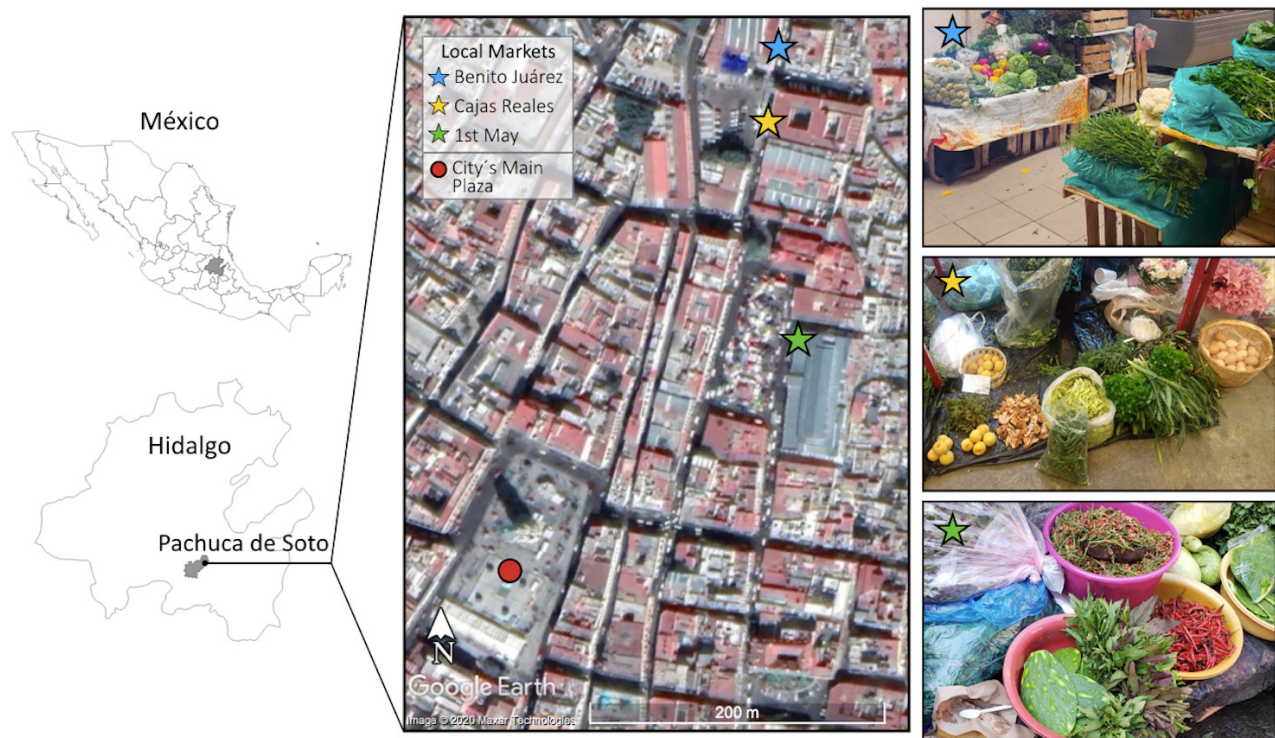 México
Hidalgo
Pachuca de Soto
Local Markets
Benito Juárez
Cajas Reales
1st May
City´s Main
Plaza
N
Google Earth
Image © 2020 Maxar Technologies
200 m